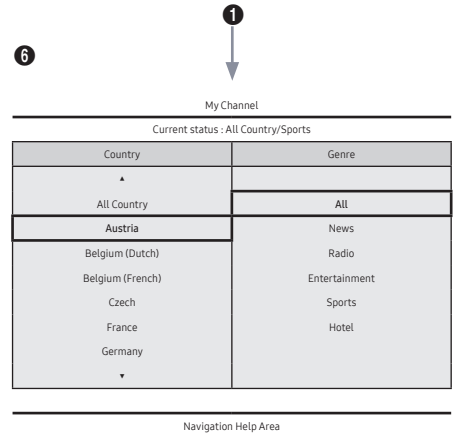 ❶
❻
My Channel
Current status : All Country/Sports
Country Genre
▲
All Country All
Austria News
Belgium (Dutch) Radio
Belgium (French) Entertainment
Czech Sports
France Hotel
Germany
▼
Navigation Help Area